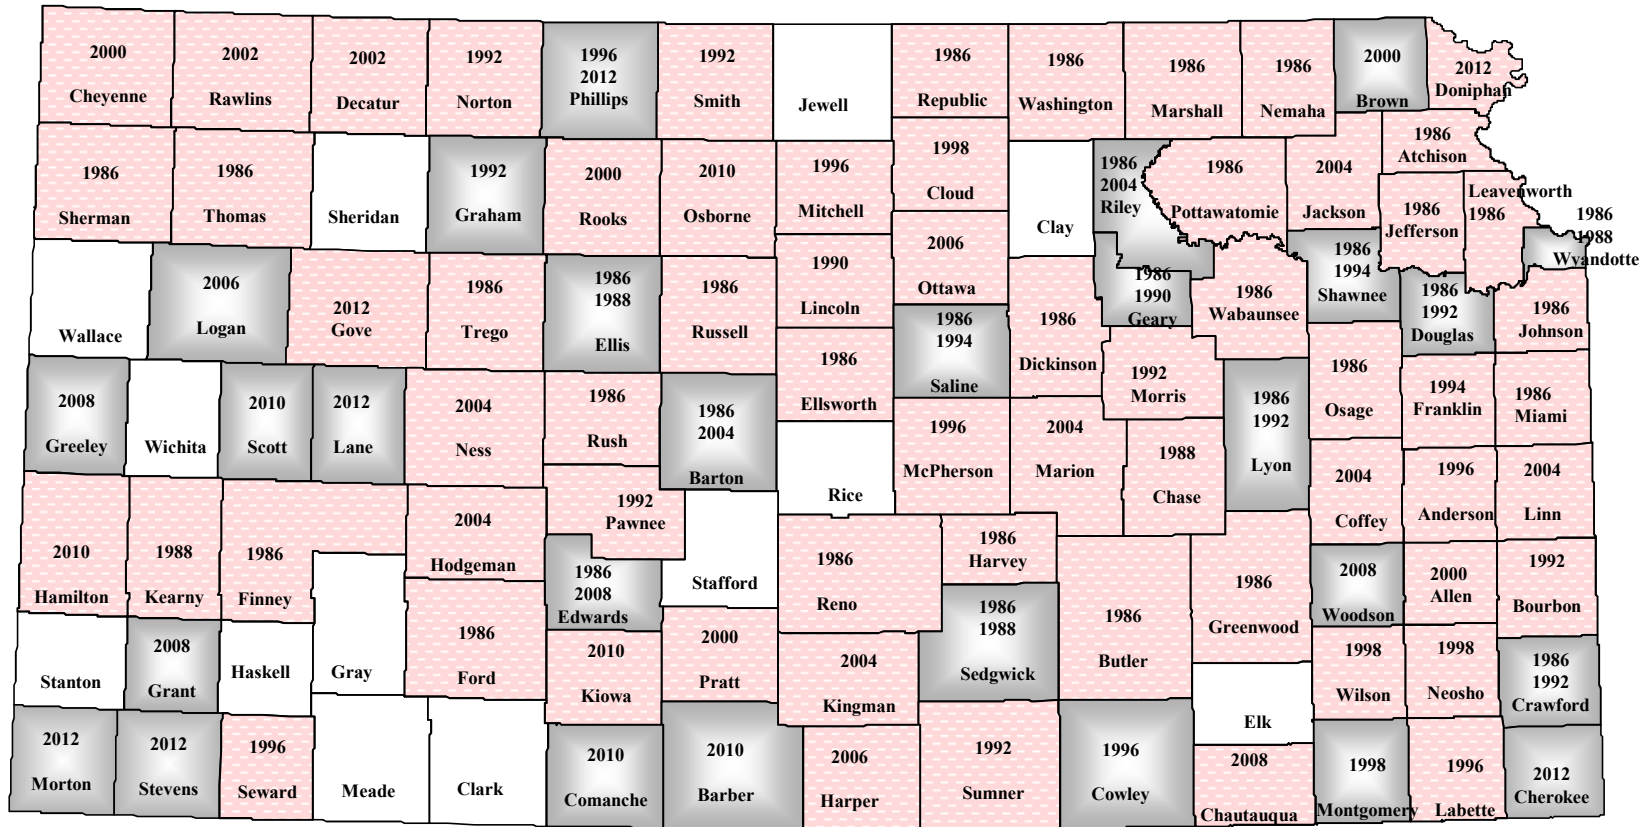 2000
Cheyenne
2002
Rawlins
2002
Decatur
1992
Norton
1996
2012
Phillips
1992
Smith
Jewell
1986
Republic
1986
Washington
1986
Marshall
1986
Nemaha
2000
Brown
2012
Doniphan
1986
Sherman
1986
Thomas
Sheridan
1992
Graham
2000
Rooks
2010
Osborne
1996
Mitchell
1998
Cloud
Clay
1986
2004
Riley
1986
Pottawatomie
2004
Jackson
1986
Atchison
1986
Jefferson
Leavenworth
1986
1986
1988
Wyandotte
Wallace
2006
Logan
2012
Gove
1986
Trego
1986
1988
Ellis
1986
Russell
1990
Lincoln
2006
Ottawa
1986
1994
Saline
1986
Dickinson
1986
1990
Geary
1986
Wabaunsee
1986
1994
Shawnee
1986
1992
Douglas
1986
Johnson
2008
Greeley
Wichita
2010
Scott
2012
Lane
2004
Ness
1986
Rush
1986
2004
Barton
1986
Ellsworth
Rice
1996
McPherson
2004
Marion
1992
Morris
1988
Chase
1986
1992
Lyon
1986
Osage
1994
Franklin
1986
Miami
2004
Coffey
1996
Anderson
2004
Linn
2010
Hamilton
1988
Kearny
1986
Finney
2004
Hodgeman
1992
Pawnee
1986
2008
Edwards
Stafford
1986
Reno
1986
Harvey
1986
1988
Sedgwick
1986
Butler
1986
Greenwood
2008
Woodson
2000
Allen
1992
Bourbon
Stanton
2008
Grant
Haskell
Gray
1986
Ford
2010
Kiowa
2000
Pratt
2004
Kingman
Elk
1998
Wilson
1998
Neosho
1986
1992
Crawford
2012
Morton
2012
Stevens
1996
Seward
Meade
Clark
2010
Comanche
2010
Barber
2006
Harper
1992
Sumner
1996
Cowley
2008
Chautauqua
1998
Montgomery
1996
Labette
2012
Cherokee